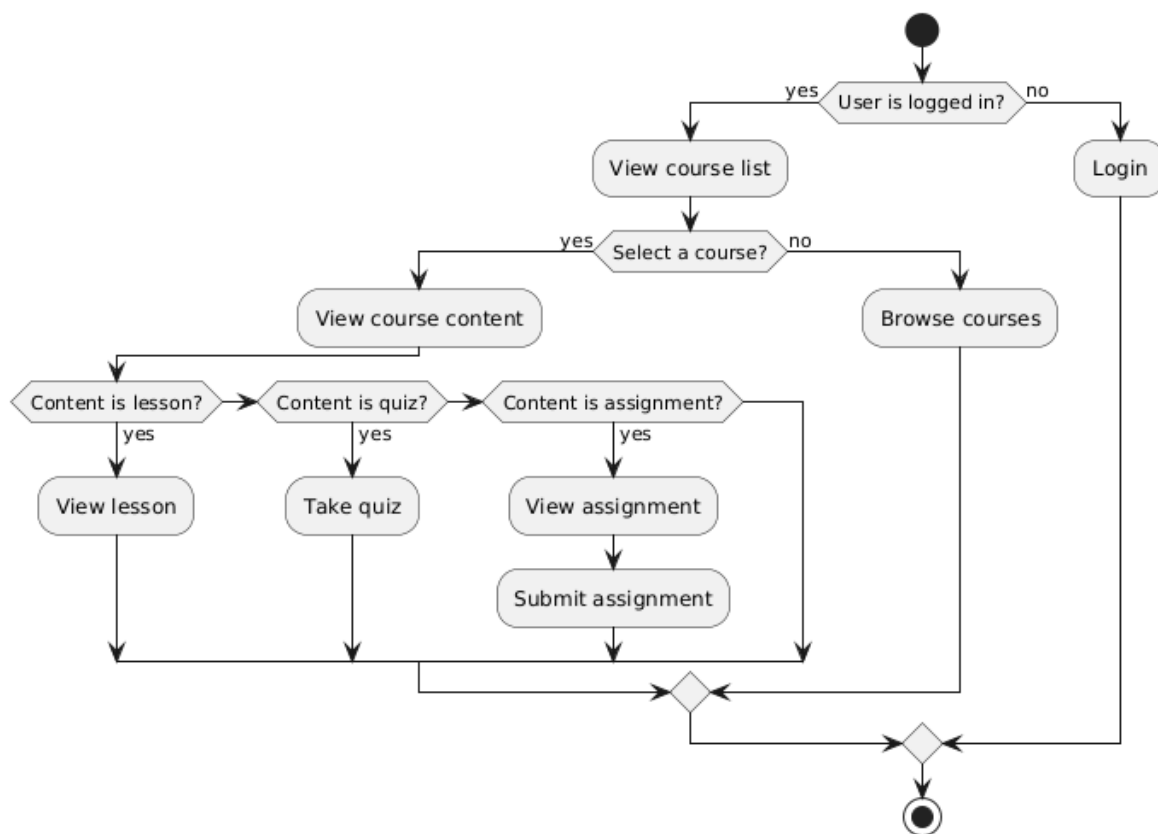 User is logged in?
yes
no
View course list
Login
Select a course?
yes
no
View course content
Browse courses
Content is lesson?
Content is quiz?
Content is assignment?
yes
yes
yes
View lesson
Take quiz
View assignment
Submit assignment